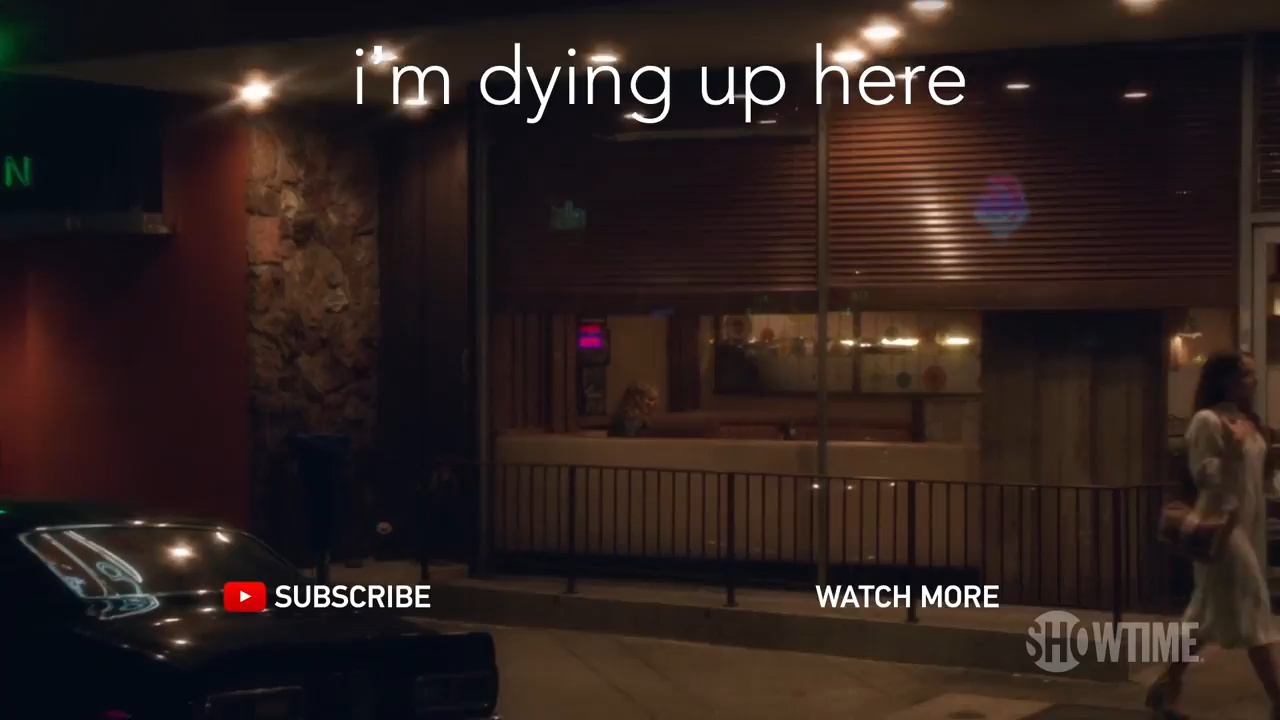 i'm dying up here
N
SUBSCRIBE
WATCH MORE
SHOWTIME